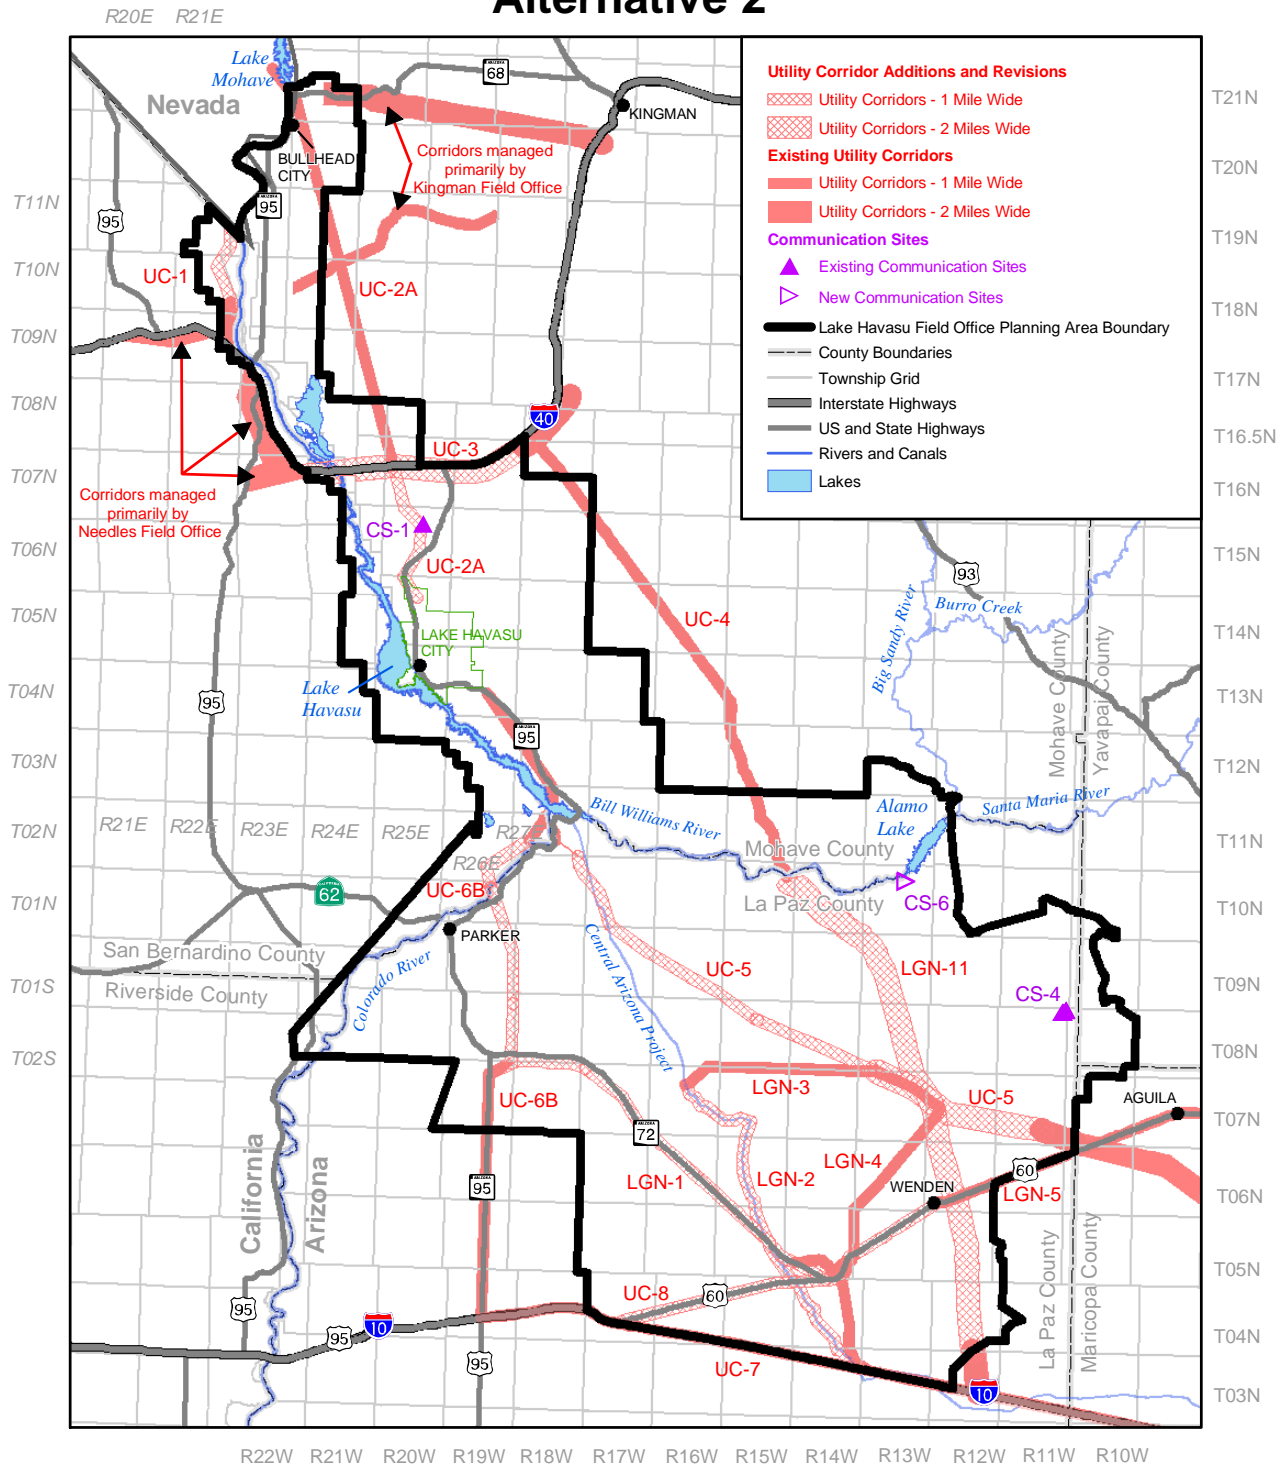 Alternative 2
R20E R21E
Lake
Mohave
Nevada
ARIZONA
68
KINGMAN
BULLHEAD
CITY
Corridors managed
primarily by
Kingman Field Office
ARIZONA
95
95
UC-1
UC-2A
Utility Corridor Additions and Revisions
Utility Corridors - 1 Mile Wide
Utility Corridors - 2 Miles Wide
Existing Utility Corridors
Utility Corridors - 1 Mile Wide
Utility Corridors - 2 Miles Wide
Communication Sites
Existing Communication Sites
New Communication Sites
Lake Havasu Field Office Planning Area Boundary
County Boundaries
Township Grid
Interstate Highways
US and State Highways
Rivers and Canals
Lakes
T11N
T10N
T09N
T08N
T07N
T06N
T05N
T04N
T03N
T02N
T01N
T01S
T02S
T21N
T20N
T19N
T18N
T17N
T16.5N
T16N
T15N
T14N
T13N
T12N
T11N
T10N
T09N
T08N
T07N
T06N
T05N
T04N
T03N
40
UC-3
Corridors managed
primarily by
Needles Field Office
CS-1
UC-2A
UC-4
93
Burro Creek
Big Sandy River
Mohave County
Yavapai County
LAKE HAVASU
CITY
Lake
Havasu
95
ARIZONA
95
Bill Williams River
Alamo
Lake
Santa Maria River
R21E R22E R23E R24E R25E R27E
R26E
Mohave County
La Paz County
CS-6
UC-6B
62
PARKER
San Bernardino County
Riverside County
Colorado River
Central Arizona Project
UC-5
LGN-11
CS-4
LGN-3
UC-5
AGUILA
UC-6B
ARIZONA
72
LGN-1
LGN-2
LGN-4
WENDEN
60
LGN-5
ARIZONA
95
California
Arizona
La Paz County
Maricopa County
UC-8
60
95
95
10
95
UC-7
10
R22W R21W R20W R19W R18W R17W R16W R15W R14W R13W R12W R11W R10W